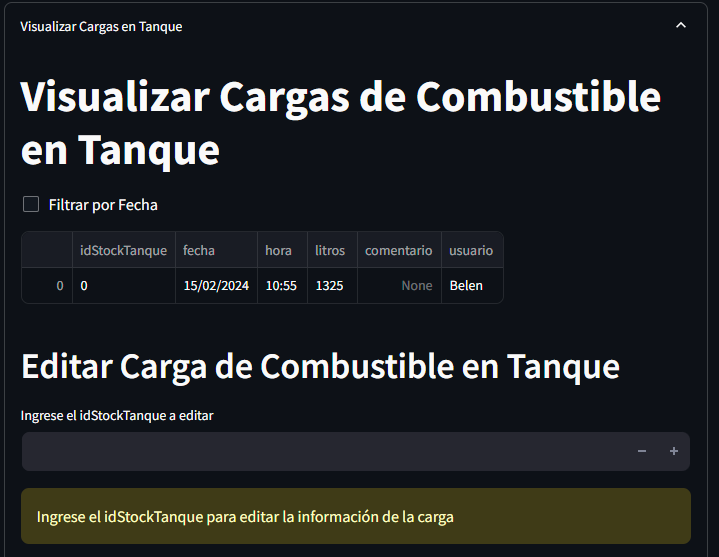 Visualizar Cargas en Tanque
Visualizar Cargas de Combustible
en Tanque
Filtrar por Fecha
idStockTanque fecha hora litros comentario usuario
0 0 15/02/2024 10:55 1325 None Belen
Editar Carga de Combustible en Tanque
Ingrese el idStockTanque a editar
− +
Ingrese el idStockTanque para editar la información de la carga